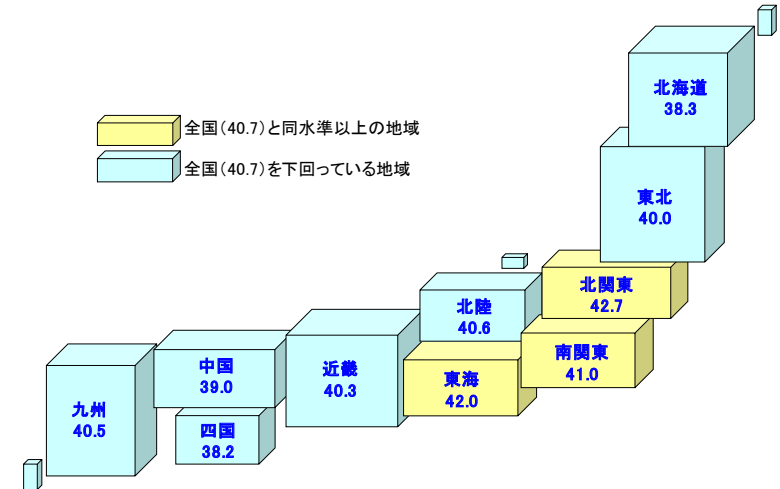 北海道
38.3
全国(40.7)と同水準以上の地域
全国(40.7)を下回っている地域
東北
40.0
北関東
42.7
北陸
40.6
南関東
41.0
中国
39.0
近畿
40.3
東海
42.0
九州
40.5
四国
38.2